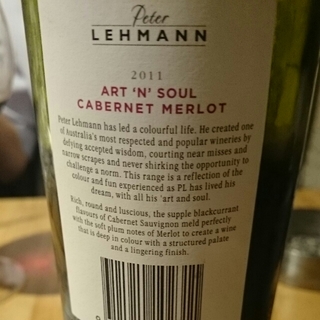 Peter
LEHMANN
2011
ART 'N' SOUL
CABERNET MERLOT
Peter Lehmann has led a colourful life. He created one
of Australia's most respected and popular wineries by
defying accepted wisdom, courting near misses and
narrow scrapes and never shirking the opportunity to
challenge a norm. This range is a reflection of the
colour and fun experienced as PL has lived his
dream, with all his 'art and soul.
Rich, round and luscious, the supple blackcurrant
flavours of Cabernet Sauvignon meld perfectly
with the soft plum notes of Merlot to create a wine
that is deep in colour with a structured palate
and a lingering finish.